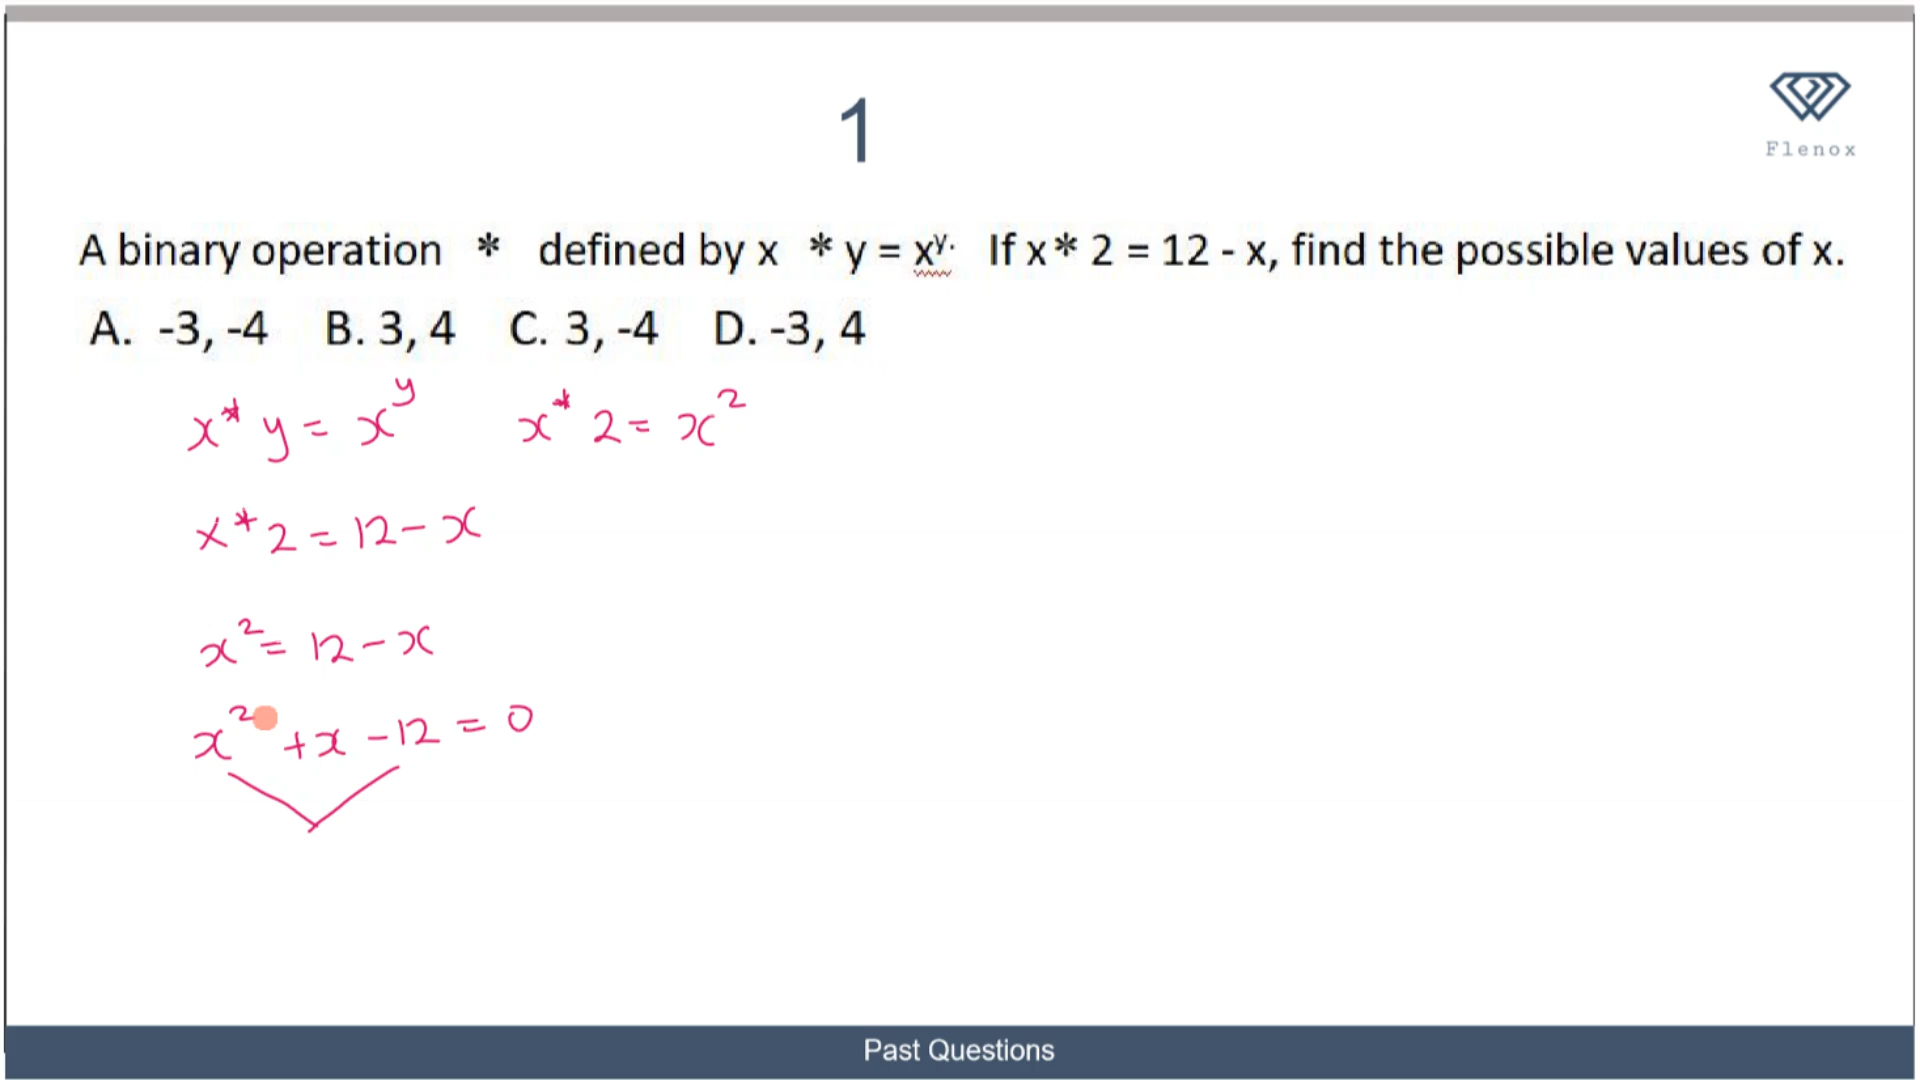 1
Flenox
A binary operation * defined by x * y = xʸ. If x * 2 = 12 - x, find the possible values of x.
A. -3, -4 B. 3, 4 C. 3, -4 D. -3, 4
x * y = xʸ x * 2 = x²
x * 2 = 12 - x
x² = 12 - x
x² + x - 12 = 0
Past Questions